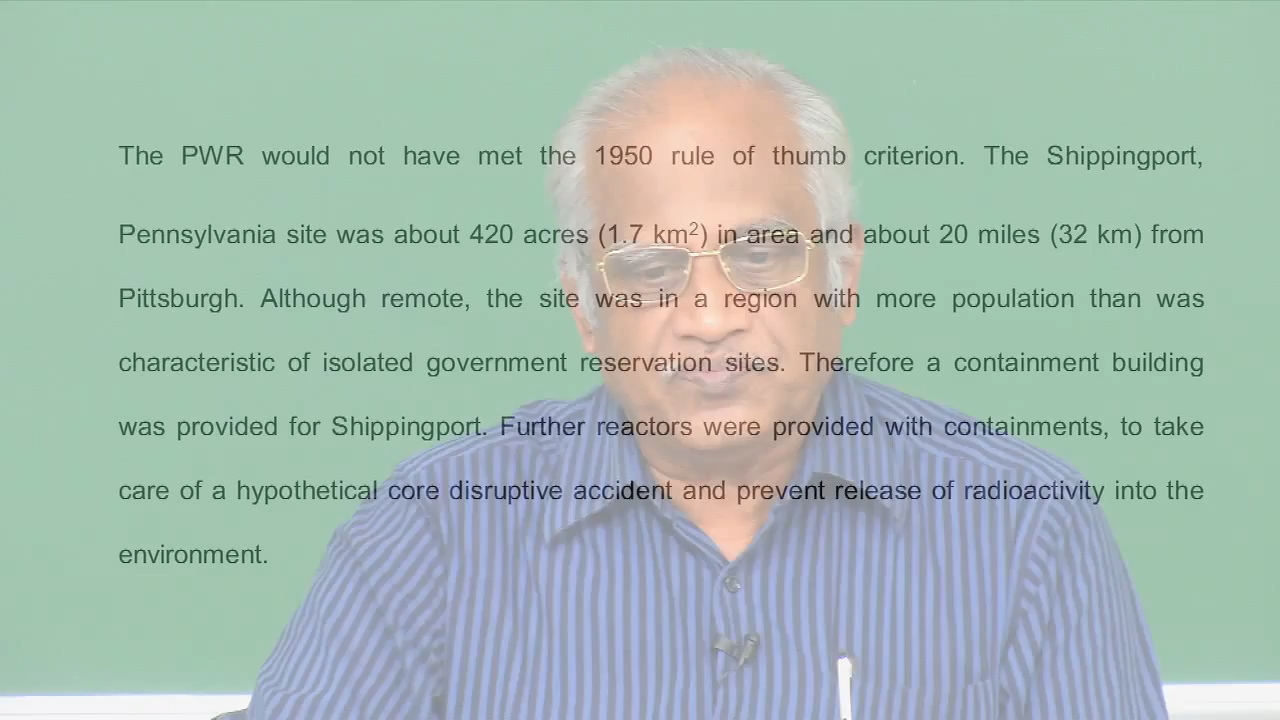 The PWR would not have met the 1950 rule of thumb criterion. The Shippingport,
Pennsylvania site was about 420 acres (1.7 km²) in area and about 20 miles (32 km) from
Pittsburgh. Although remote, the site was in a region with more population than was
characteristic of isolated government reservation sites. Therefore a containment building
was provided for Shippingport. Further reactors were provided with containments, to take
care of a hypothetical core disruptive accident and prevent release of radioactivity into the
environment.